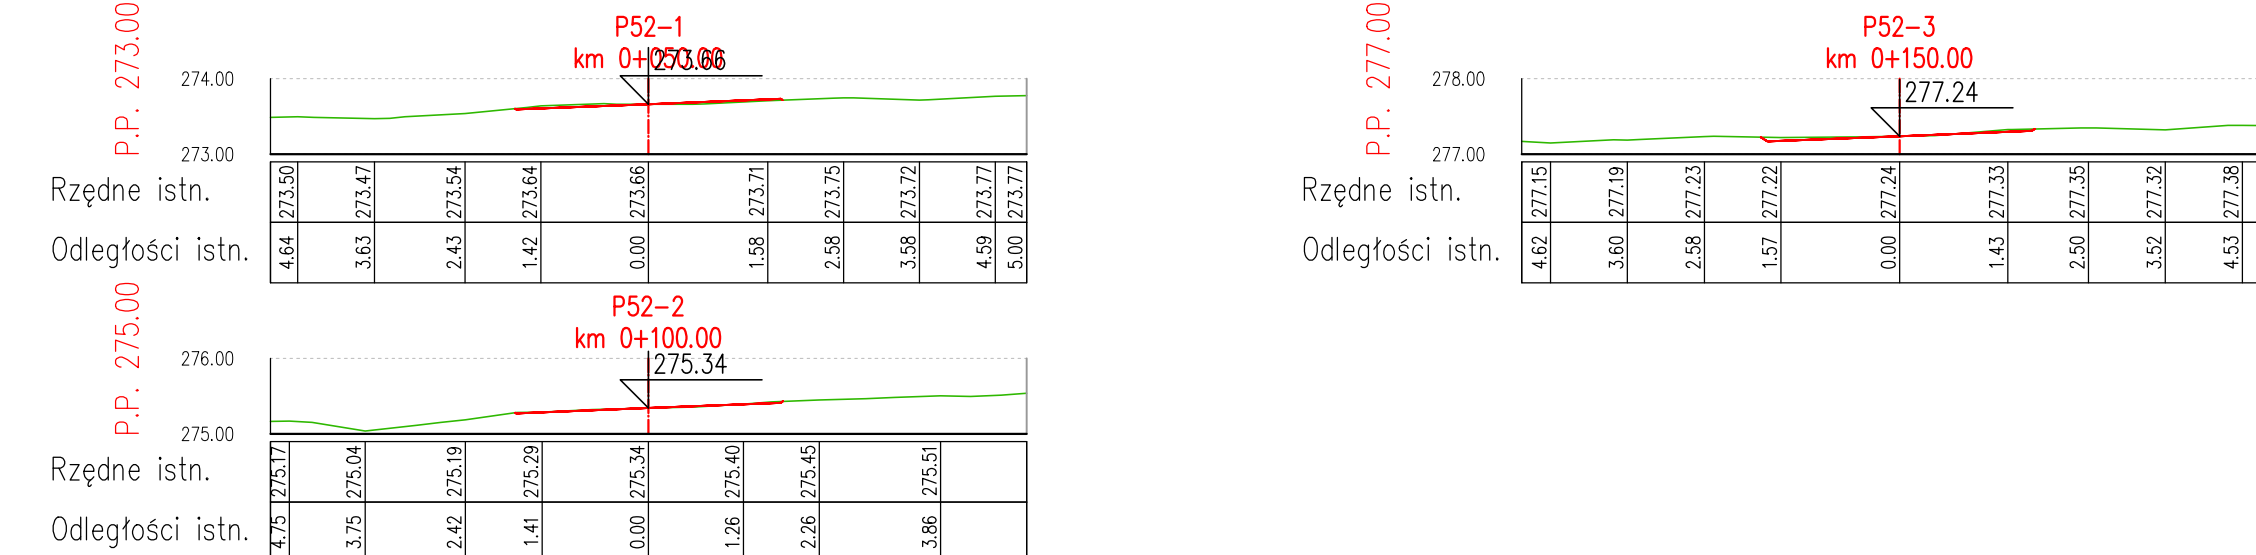 P.P. 273.00
P52-1
km 0+050.00
273.66
274.00
273.00
Rzędne istn.
273.50 273.47 273.54 273.64 273.66 273.71 273.75 273.72 273.77 273.77
Odległości istn.
4.64 3.63 2.43 1.42 0.00 1.58 2.58 3.58 4.59 5.00
P.P. 275.00
P52-2
km 0+100.00
275.34
276.00
275.00
Rzędne istn.
275.17 275.04 275.19 275.29 275.34 275.40 275.45 275.51
Odległości istn.
4.75 3.75 2.42 1.41 0.00 1.26 2.26 3.86
P.P. 277.00
P52-3
km 0+150.00
277.24
278.00
277.00
Rzędne istn.
277.15 277.19 277.23 277.22 277.24 277.33 277.35 277.32 277.38
Odległości istn.
4.62 3.60 2.58 1.57 0.00 1.43 2.50 3.52 4.53